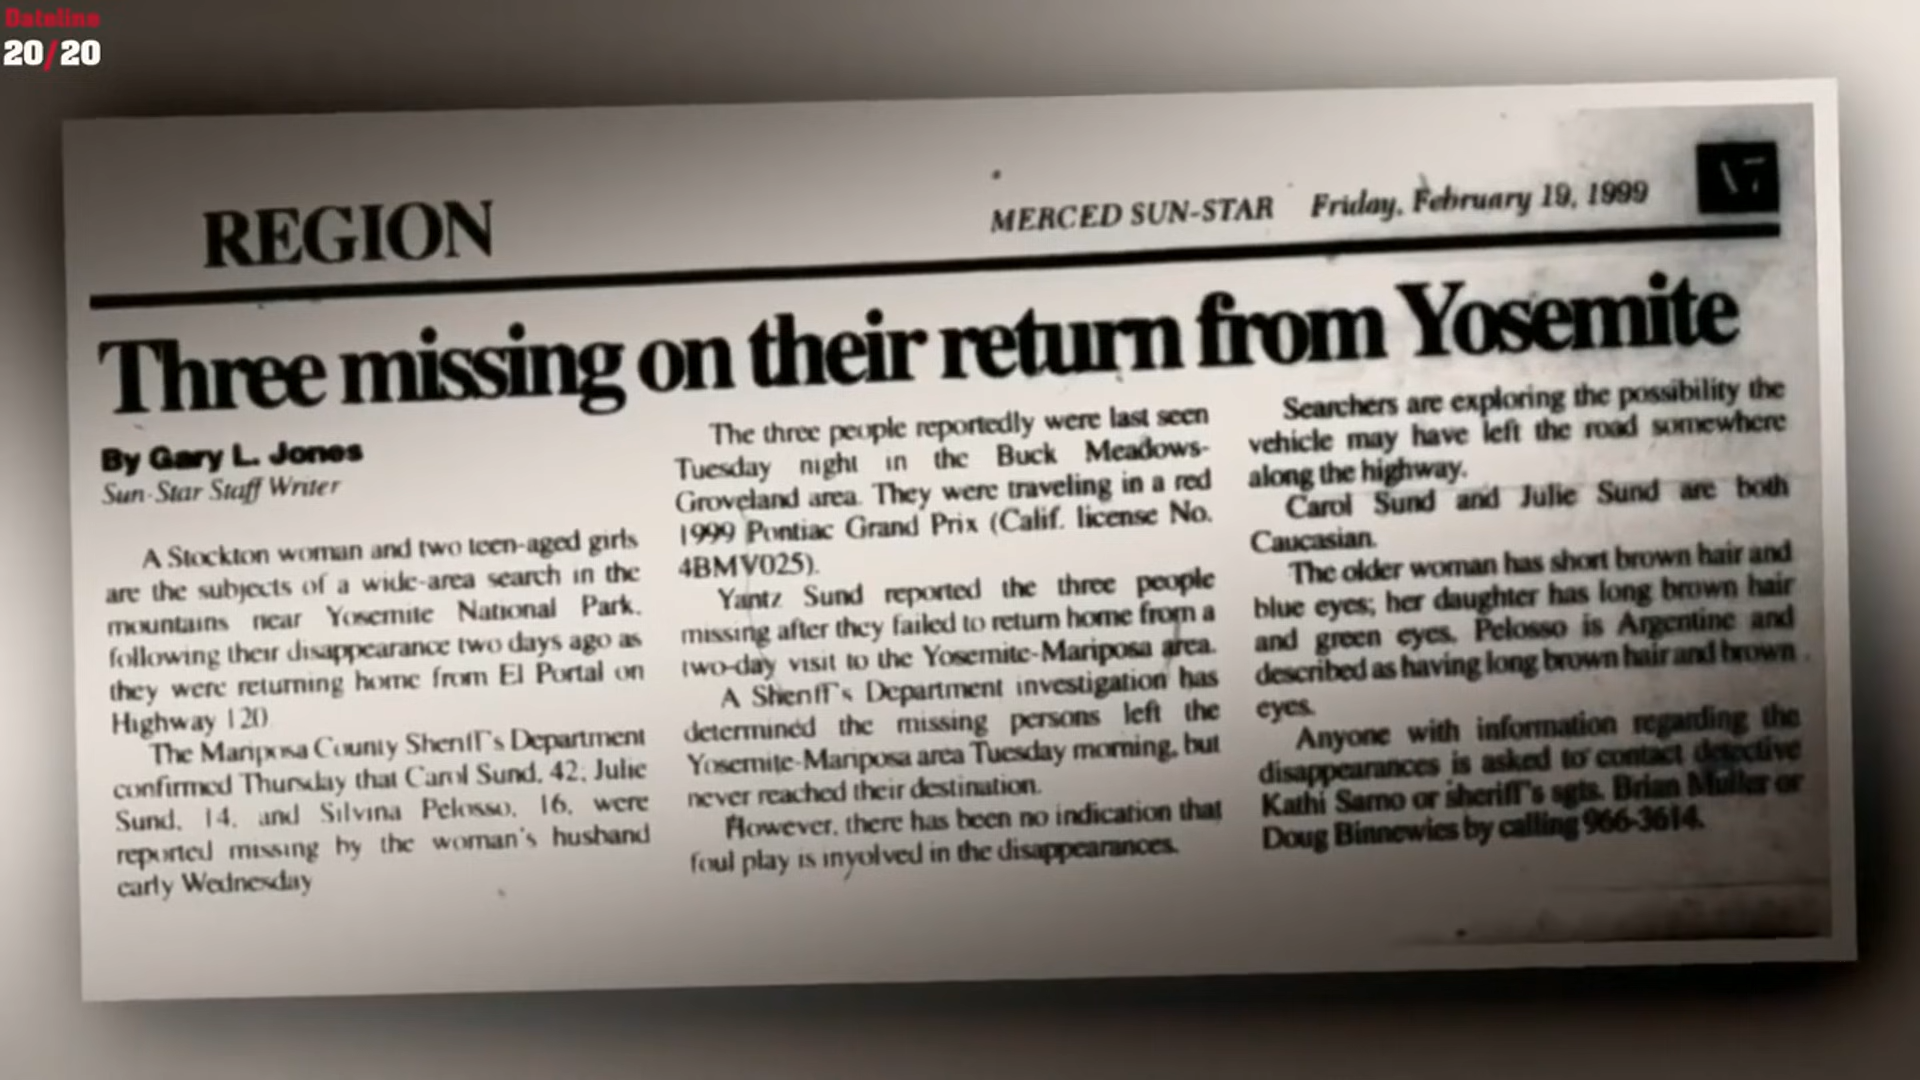 Dateline
20/20
REGION
MERCED SUN-STAR Friday, February 19, 1999
Three missing on their return from Yosemite
By Gary L. Jones
Sun-Star Staff Writer
A Stockton woman and two teen-aged girls
are the subjects of a wide-area search in the
mountains near Yosemite National Park,
following their disappearance two days ago as
they were returning home from El Portal on
Highway 120
The Mariposa County Sheriff's Department
confirmed Thursday that Carol Sund, 42; Julie
Sund, 14, and Silvina Pelosso, 16, were
reported missing by the woman's husband
early Wednesday
The three people reportedly were last seen
Tuesday night in the Buck Meadows-
Groveland area. They were traveling in a red
1999 Pontiac Grand Prix (Calif. license No.
4BMV025).
Yantz Sund reported the three people
missing after they failed to return home from a
two-day visit to the Yosemite-Mariposa area.
A Sheriff's Department investigation has
determined the missing persons left the
Yosemite-Mariposa area Tuesday morning, but
never reached their destination.
However, there has been no indication that
foul play is involved in the disappearances.
Searchers are exploring the possibility the
vehicle may have left the road somewhere
along the highway.
Carol Sund and Julie Sund are both
Caucasian.
The older woman has short brown hair and
blue eyes; her daughter has long brown hair
and green eyes. Pelosso is Argentine and
described as having long brown hair and brown
eyes.
Anyone with information regarding the
disappearances is asked to contact detective
Kathi Sarno or sheriff's sgts. Brian Muller or
Doug Binnewies by calling 966-3614.